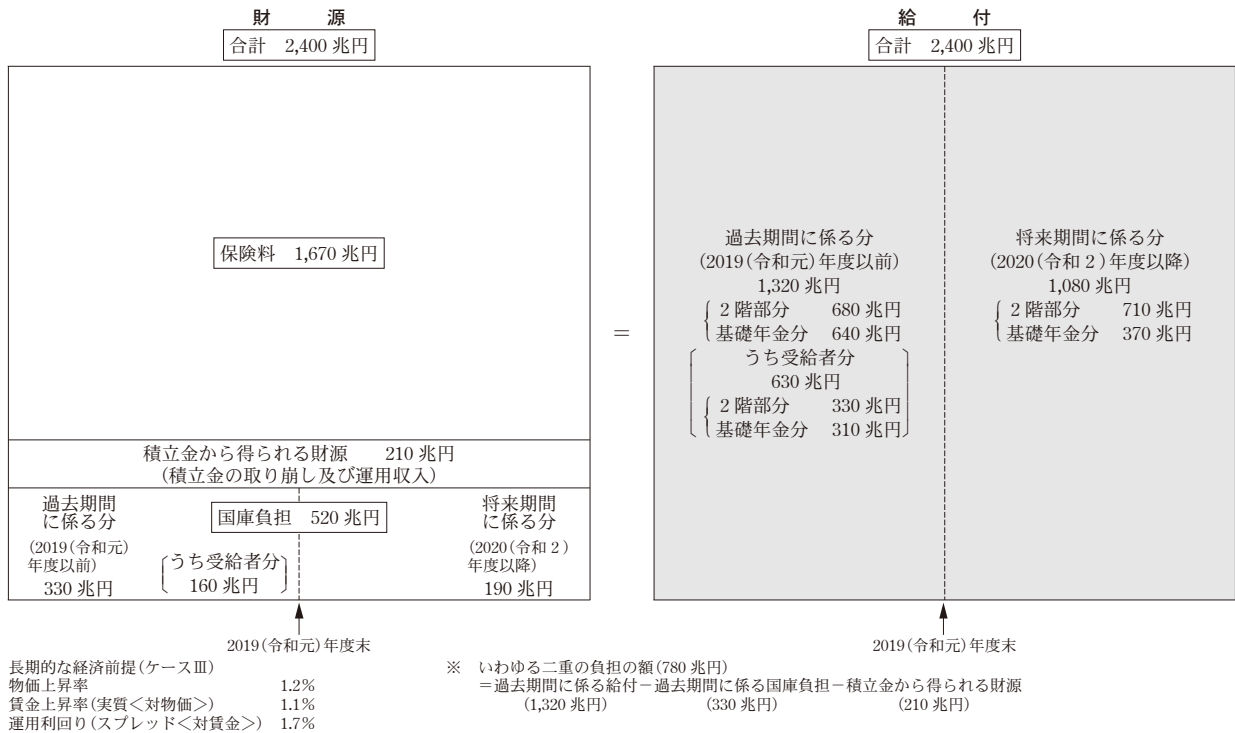 財　源
合計　2,400 兆円
保険料　1,670 兆円
積立金から得られる財源　210 兆円
(積立金の取り崩し及び運用収入)
国庫負担　520 兆円
過去期間
に係る分
(2019(令和元)
年度以前)
330 兆円
うち受給者分
160 兆円
将来期間
に係る分
(2020(令和２)
年度以降)
190 兆円
2019(令和元)年度末
＝
給　付
合計　2,400 兆円
過去期間に係る分
(2019(令和元)年度以前)
1,320 兆円
２階部分　680 兆円
基礎年金分　640 兆円
うち受給者分
630 兆円
２階部分　330 兆円
基礎年金分　310 兆円
将来期間に係る分
(2020(令和２)年度以降)
1,080 兆円
２階部分　710 兆円
基礎年金分　370 兆円
2019(令和元)年度末
長期的な経済前提(ケースⅢ)
物価上昇率　1.2%
賃金上昇率(実質＜対物価＞)　1.1%
運用利回り(スプレッド＜対賃金＞)　1.7%
※　いわゆる二重の負担の額(780 兆円)
＝過去期間に係る給付－過去期間に係る国庫負担－積立金から得られる財源
(1,320 兆円)　(330 兆円)　(210 兆円)